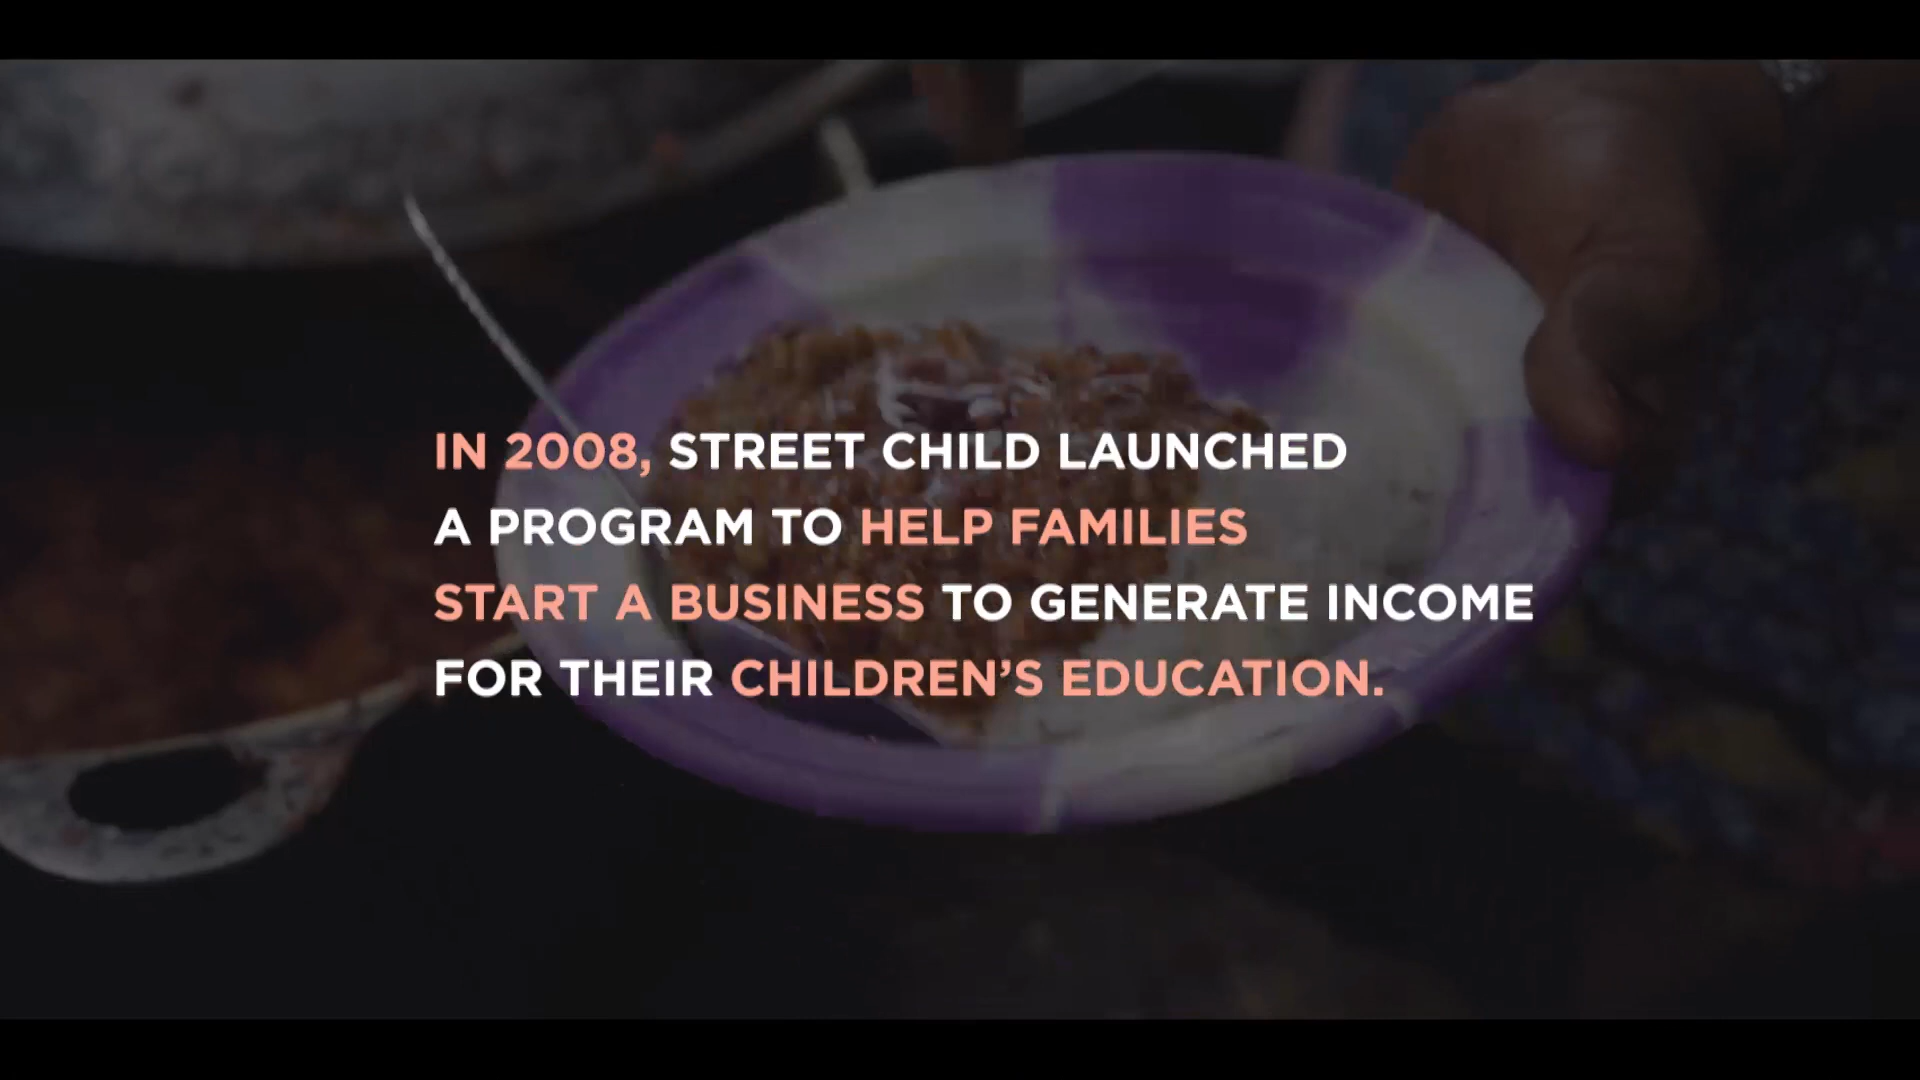 IN 2008, STREET CHILD LAUNCHED
A PROGRAM TO HELP FAMILIES
START A BUSINESS TO GENERATE INCOME
FOR THEIR CHILDREN’S EDUCATION.